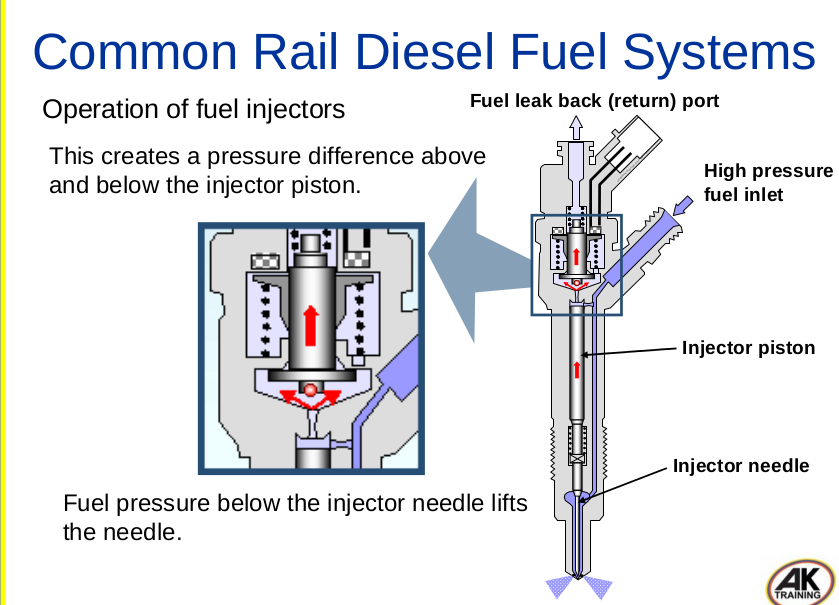 Common Rail Diesel Fuel Systems
Operation of fuel injectors
Fuel leak back (return) port
This creates a pressure difference above
and below the injector piston.
High pressure
fuel inlet
Injector piston
Injector needle
Fuel pressure below the injector needle lifts
the needle.
AK
TRAINING